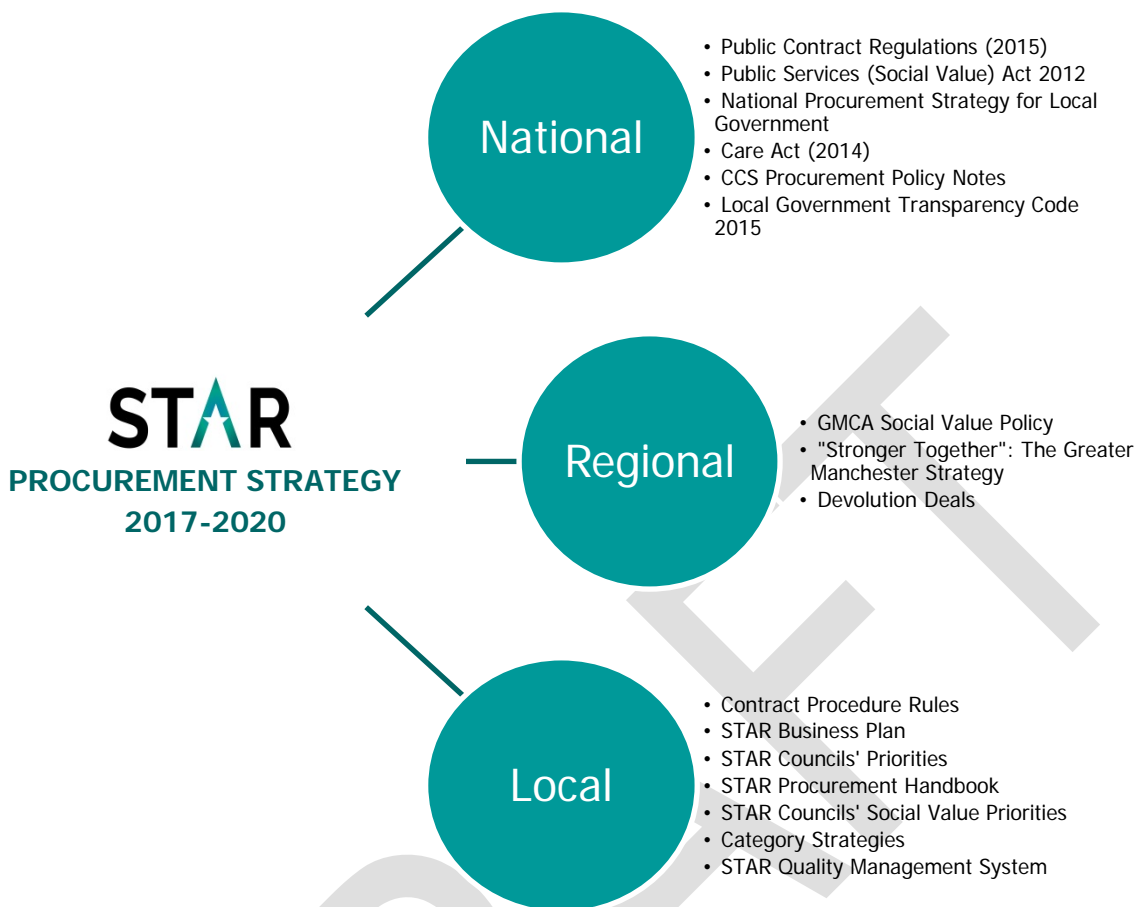 National
• Public Contract Regulations (2015)
• Public Services (Social Value) Act 2012
• National Procurement Strategy for Local
Government
• Care Act (2014)
• CCS Procurement Policy Notes
• Local Government Transparency Code
2015
STAR
PROCUREMENT STRATEGY
2017-2020
Regional
• GMCA Social Value Policy
• "Stronger Together": The Greater
Manchester Strategy
• Devolution Deals
Local
• Contract Procedure Rules
• STAR Business Plan
• STAR Councils' Priorities
• STAR Procurement Handbook
• STAR Councils' Social Value Priorities
• Category Strategies
• STAR Quality Management System